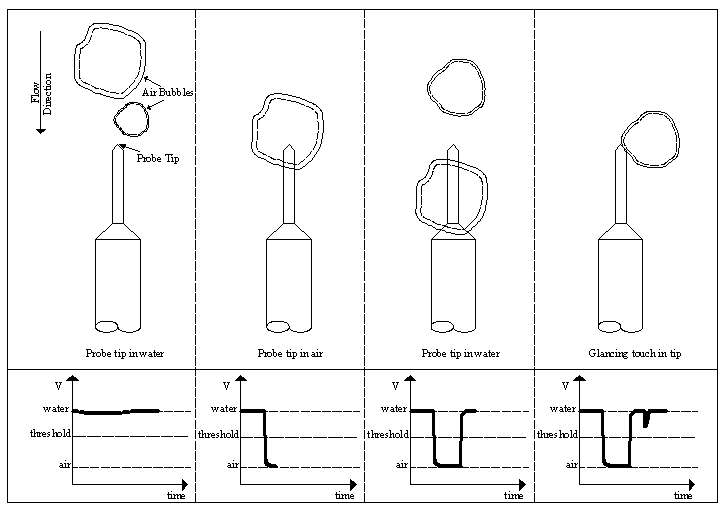 Flow
Direction
Air Bubbles
Probe Tip
Probe tip in water
Probe tip in air
Probe tip in water
Glancing touch in tip
V
water
threshold
air
time
V
water
threshold
air
time
V
water
threshold
air
time
V
water
threshold
air
time